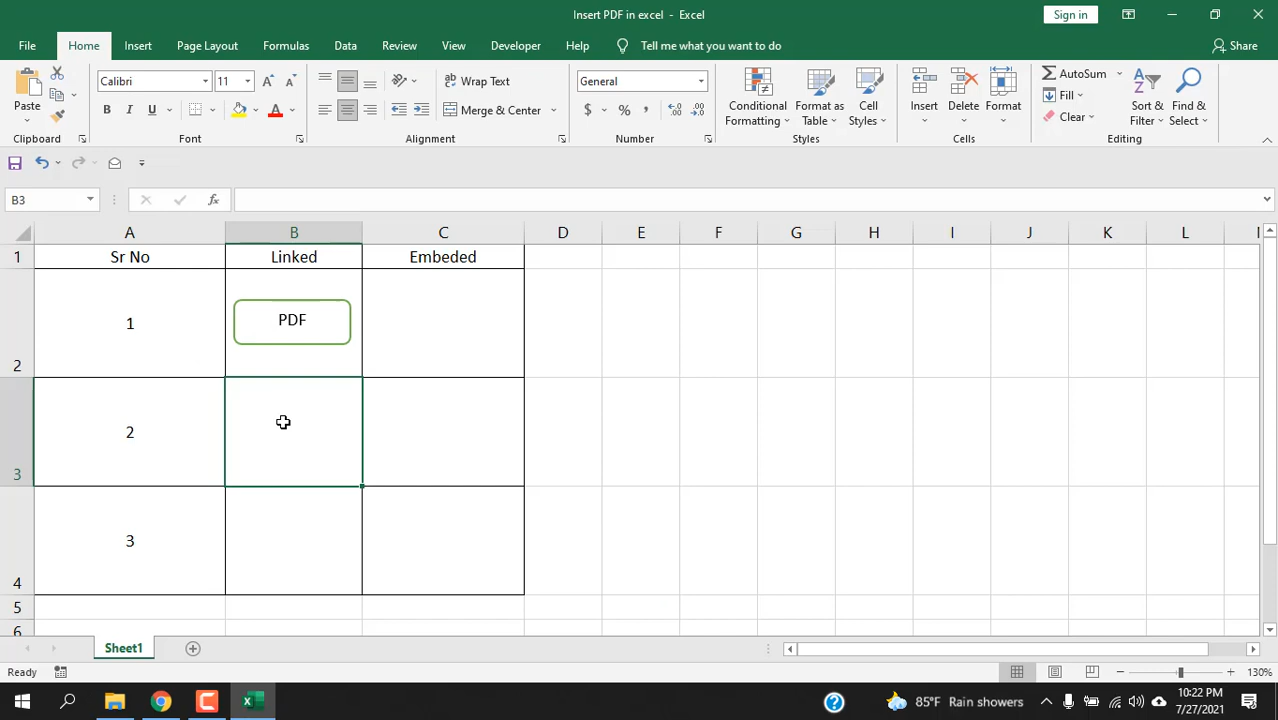 Insert PDF in excel - Excel
Sign in
File Home Insert Page Layout Formulas Data Review View Developer Help Tell me what you want to do Share
Paste
Clipboard
Calibri 11 A A
B I U A
Font
ab Wrap Text
Merge & Center
Alignment
General
$ % ,
Number
Conditional Formatting
Format as Table
Cell Styles
Styles
Insert Delete Format
Cells
AutoSum
Fill
Clear
Sort & Filter
Find & Select
Editing
B3 fx
A B C D E F G H I J K L
1 Sr No Linked Embeded
2 1 PDF
3 2
4 3
5
6
Sheet1
Ready 130%
85°F Rain showers 10:22 PM
7/27/2021